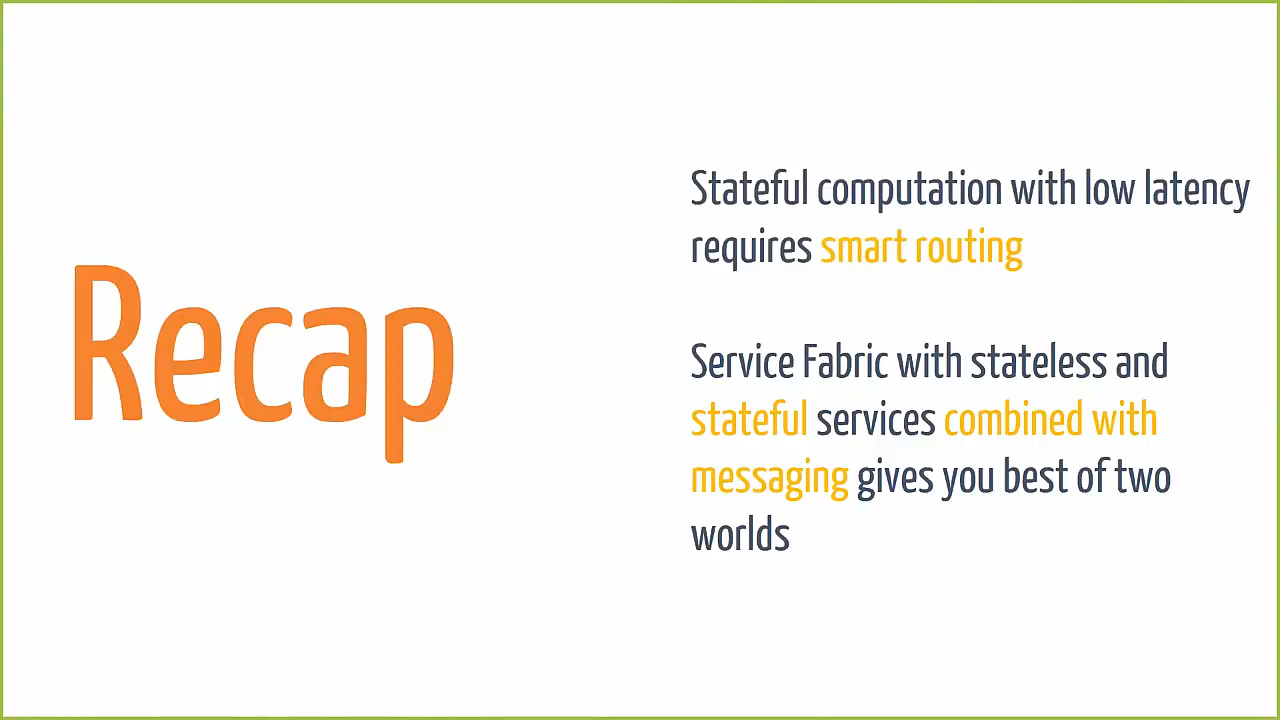 Recap
Stateful computation with low latency
requires smart routing
Service Fabric with stateless and
stateful services combined with
messaging gives you best of two
worlds